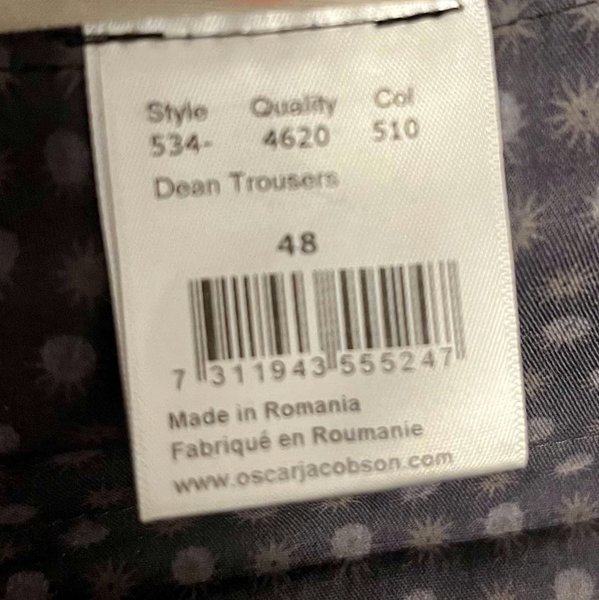 Style Quality Col
534- 4620 510
Dean Trousers
48
7 311943 555247
Made in Romania
Fabriqué en Roumanie
www.oscarjacobson.com